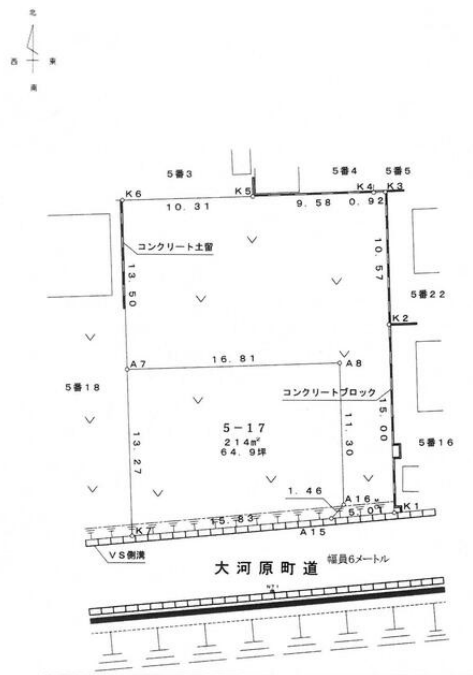 北
西 東
南
5番3
5番4
5番5
K6
K5
K4
K3
10.31
9.58
0.92
コンクリート土留
13.50
10.57
5番22
K2
A7
16.81
A8
5番18
コンクリートブロック
15.00
5-17
214㎡
64.9坪
11.30
5番16
13.27
1.46
A16
K7
15.83
A15
5.01
K1
VS側溝
大河原町道 幅員6メートル